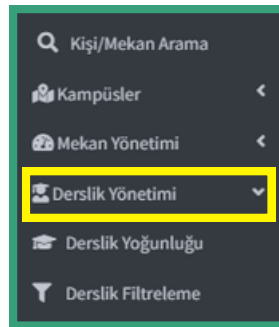 Kişi/Mekan Arama
Kampüsler
Mekan Yönetimi
Derslik Yönetimi
Derslik Yoğunluğu
Derslik Filtreleme